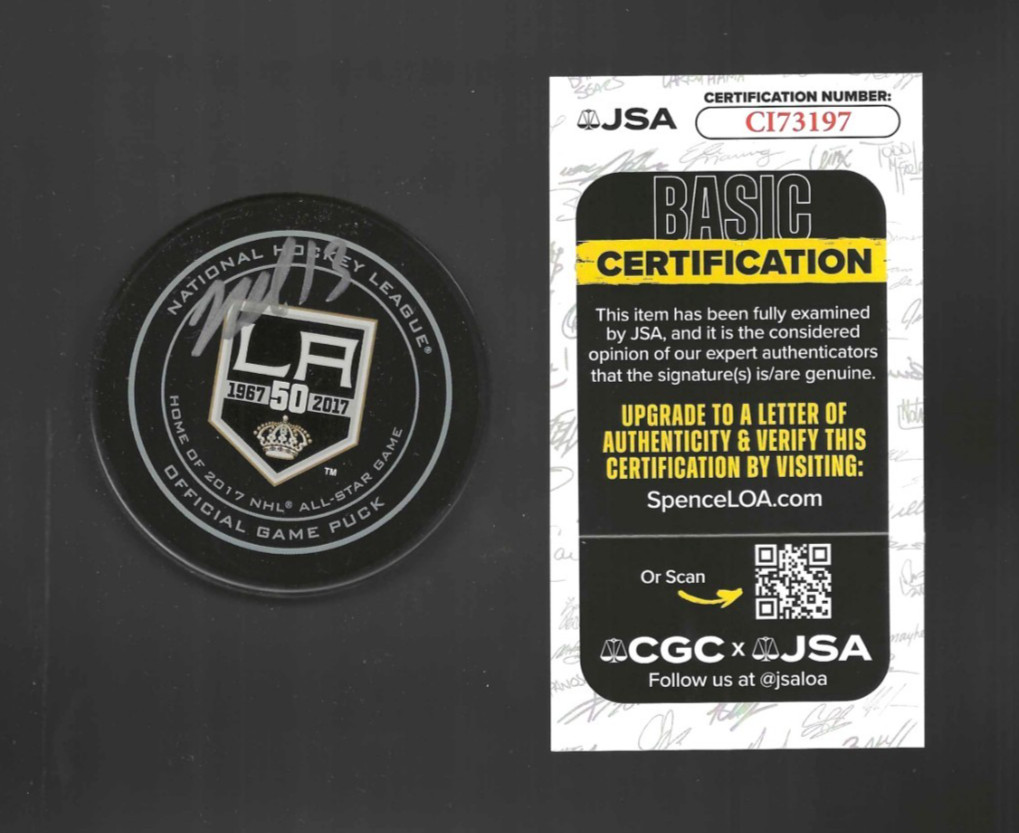 NATIONAL HOCKEY LEAGUE®
13
LA
1967 50 2017
TM
HOME OF 2017 NHL® ALL-STAR GAME
OFFICIAL GAME PUCK
JSA
CERTIFICATION NUMBER:
CI73197
BASIC
CERTIFICATION
This item has been fully examined
by JSA, and it is the considered
opinion of our expert authenticators
that the signature(s) is/are genuine.
UPGRADE TO A LETTER OF
AUTHENTICITY & VERIFY THIS
CERTIFICATION BY VISITING:
SpenceLOA.com
Or Scan
CGC x JSA
Follow us at @jsaloa